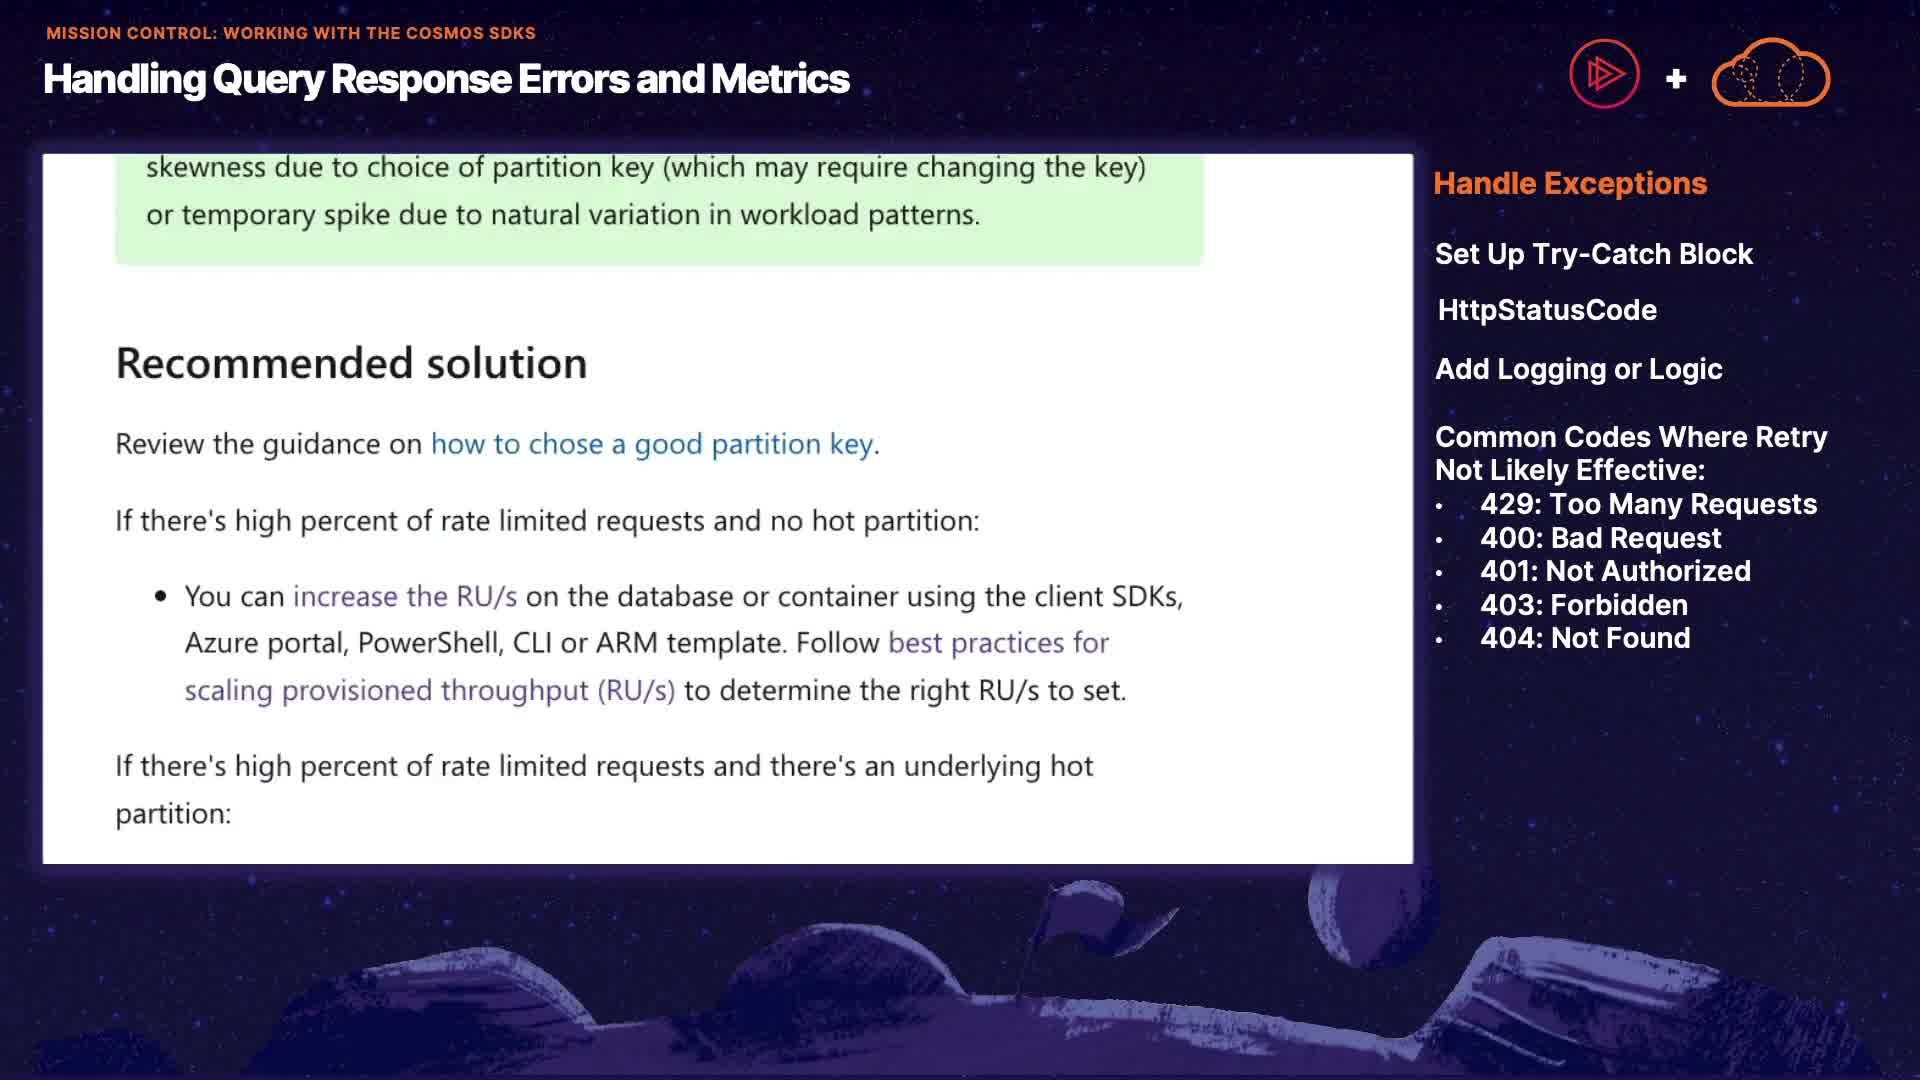 MISSION CONTROL: WORKING WITH THE COSMOS SDKS
Handling Query Response Errors and Metrics
+
skewness due to choice of partition key (which may require changing the key)
or temporary spike due to natural variation in workload patterns.
Recommended solution
Review the guidance on how to chose a good partition key.
If there's high percent of rate limited requests and no hot partition:
• You can increase the RU/s on the database or container using the client SDKs,
Azure portal, PowerShell, CLI or ARM template. Follow best practices for
scaling provisioned throughput (RU/s) to determine the right RU/s to set.
If there's high percent of rate limited requests and there's an underlying hot
partition:
Handle Exceptions
Set Up Try-Catch Block
HttpStatusCode
Add Logging or Logic
Common Codes Where Retry
Not Likely Effective:
• 429: Too Many Requests
• 400: Bad Request
• 401: Not Authorized
• 403: Forbidden
• 404: Not Found